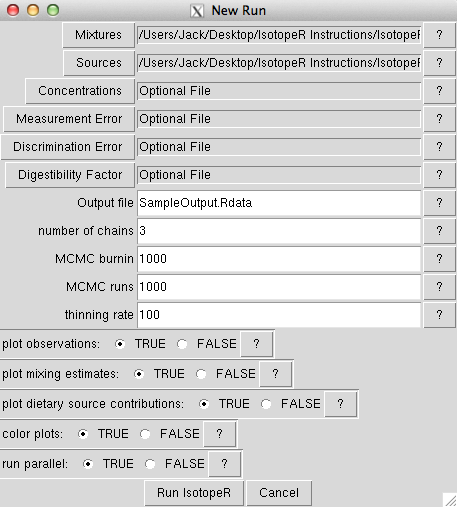 New Run
Mixtures /Users/Jack/Desktop/IsotopeR Instructions/Isotope ?
Sources /Users/Jack/Desktop/IsotopeR Instructions/Isotope ?
Concentrations Optional File ?
Measurement Error Optional File ?
Discrimination Error Optional File ?
Digestibility Factor Optional File ?
Output file SampleOutput.Rdata ?
number of chains 3 ?
MCMC burnin 1000 ?
MCMC runs 1000 ?
thinning rate 100 ?
plot observations: TRUE FALSE ?
plot mixing estimates: TRUE FALSE ?
plot dietary source contributions: TRUE FALSE ?
color plots: TRUE FALSE ?
run parallel: TRUE FALSE ?
Run IsotopeR Cancel